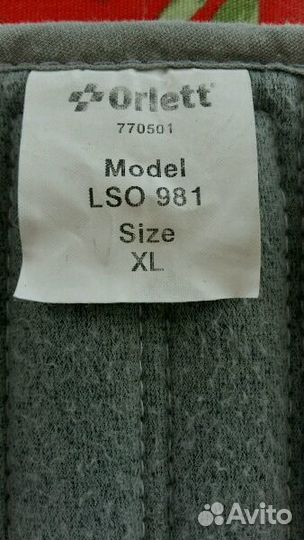 Orlett
770501
Model
LSO 981
Size
XL
Avito